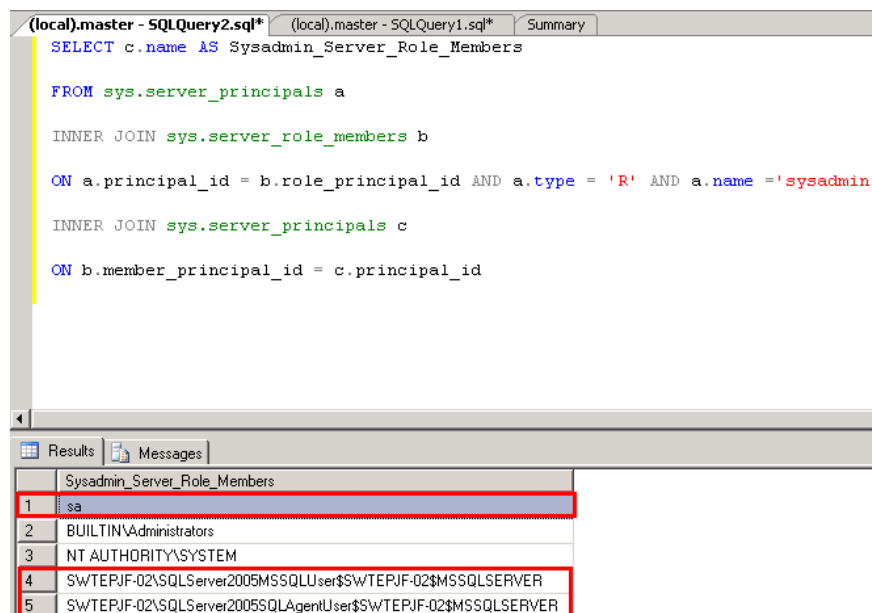 (local).master - SQLQuery2.sql* (local).master - SQLQuery1.sql* Summary
SELECT c.name AS Sysadmin_Server_Role_Members
FROM sys.server_principals a
INNER JOIN sys.server_role_members b
ON a.principal_id = b.role_principal_id AND a.type = 'R' AND a.name ='sysadmin
INNER JOIN sys.server_principals c
ON b.member_principal_id = c.principal_id
Results Messages
Sysadmin_Server_Role_Members
1 sa
2 BUILTIN\Administrators
3 NT AUTHORITY\SYSTEM
4 SWTEPJF-02\SQLServer2005MSSQLUser$SWTEPJF-02$MSSQLSERVER
5 SWTEPJF-02\SQLServer2005SQLAgentUser$SWTEPJF-02$MSSQLSERVER